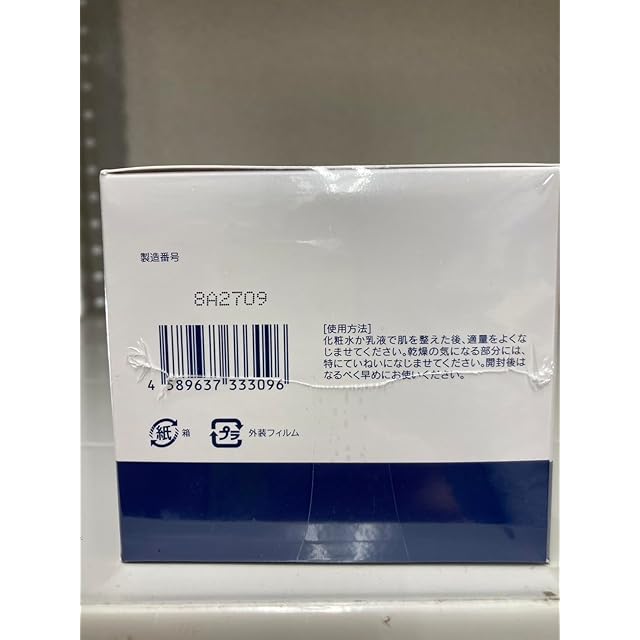 製造番号
8A2709
4 589637 333096
[使用方法]
化粧水か乳液で肌を整えた後、適量をよくな
じませてください。乾燥の気になる部分には、
特にていねいになじませてください。開封後は
なるべく早めにお使いください。
紙 箱
プラ 外装フィルム